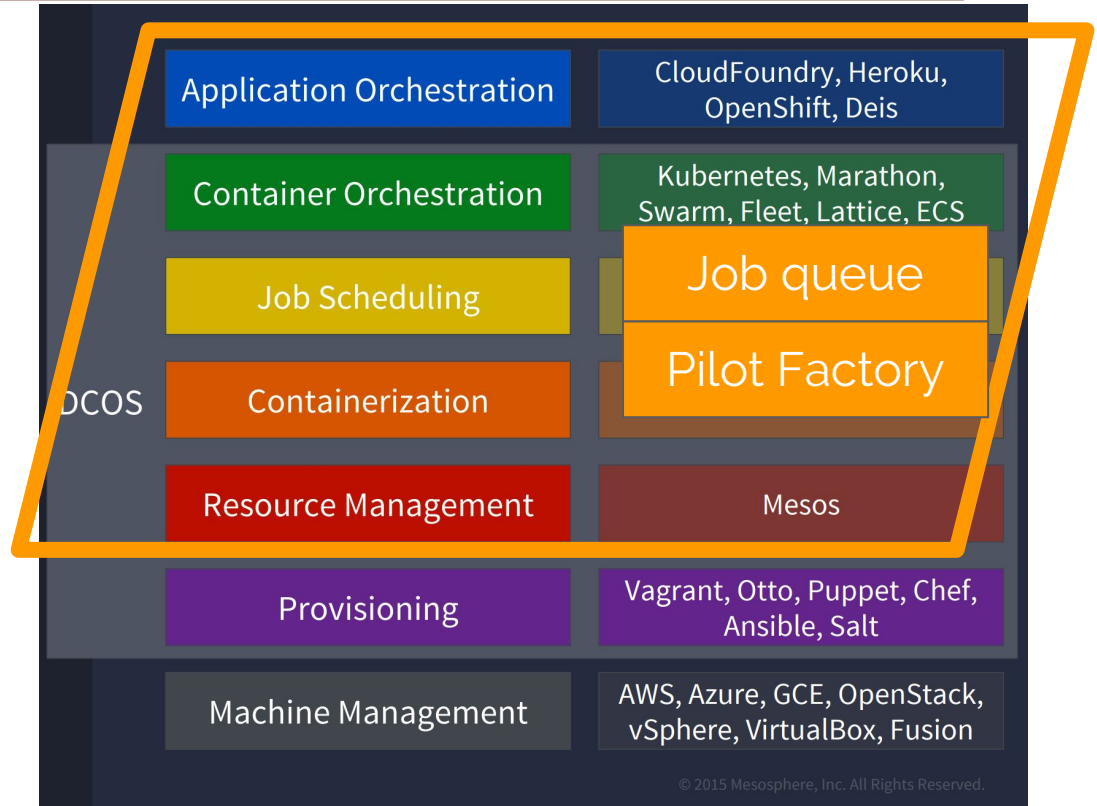 Application Orchestration
CloudFoundry, Heroku,
OpenShift, Deis
Container Orchestration
Kubernetes, Marathon,
Swarm, Fleet, Lattice, ECS
Job queue
Job Scheduling
Pilot Factory
DCOS
Containerization
Resource Management
Mesos
Provisioning
Vagrant, Otto, Puppet, Chef,
Ansible, Salt
Machine Management
AWS, Azure, GCE, OpenStack,
vSphere, VirtualBox, Fusion
© 2015 Mesosphere, Inc. All Rights Reserved.